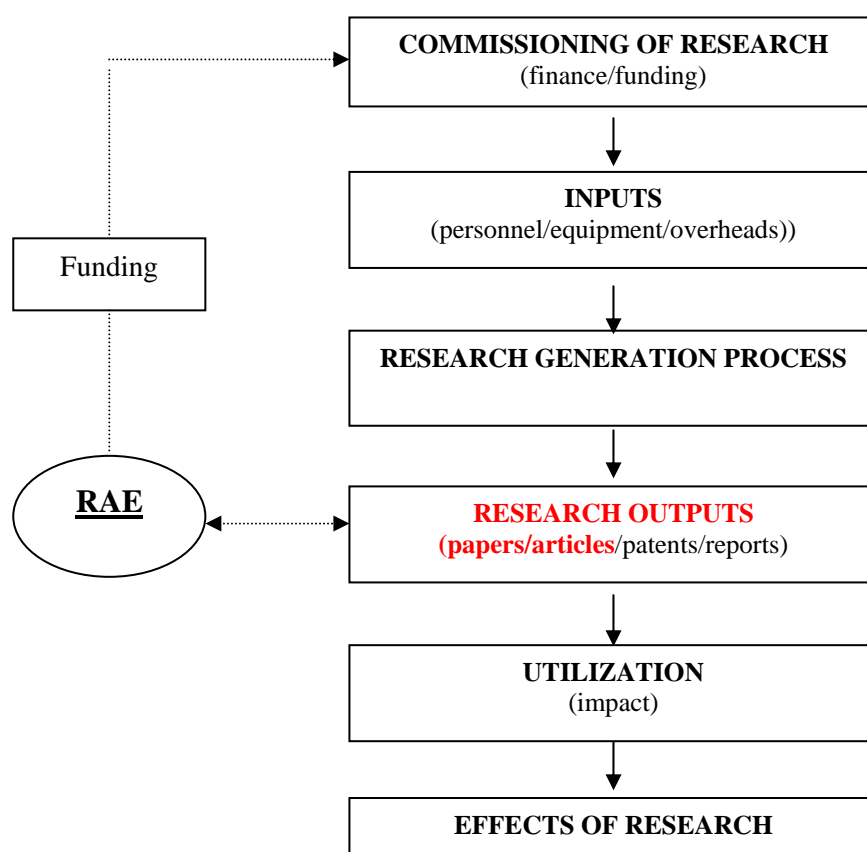 COMMISSIONING OF RESEARCH
(finance/funding)
INPUTS
(personnel/equipment/overheads))
Funding
RESEARCH GENERATION PROCESS
RAE
RESEARCH OUTPUTS
(papers/articles/patents/reports)
UTILIZATION
(impact)
EFFECTS OF RESEARCH